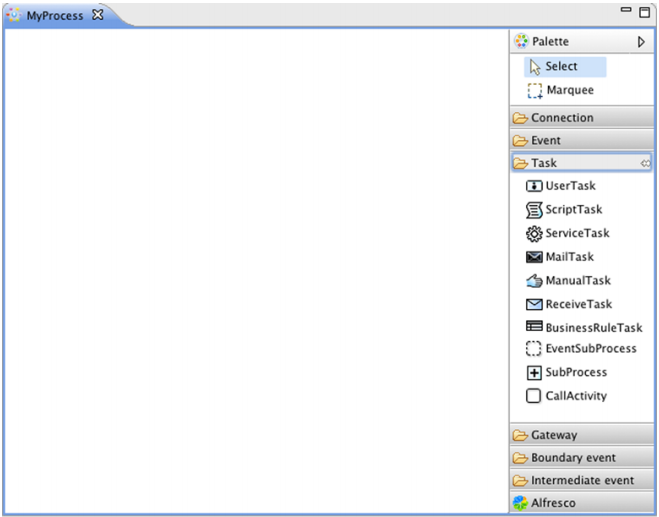 MyProcess
Palette
Select
Marquee
Connection
Event
Task
UserTask
ScriptTask
ServiceTask
MailTask
ManualTask
ReceiveTask
BusinessRuleTask
EventSubProcess
SubProcess
CallActivity
Gateway
Boundary event
Intermediate event
Alfresco